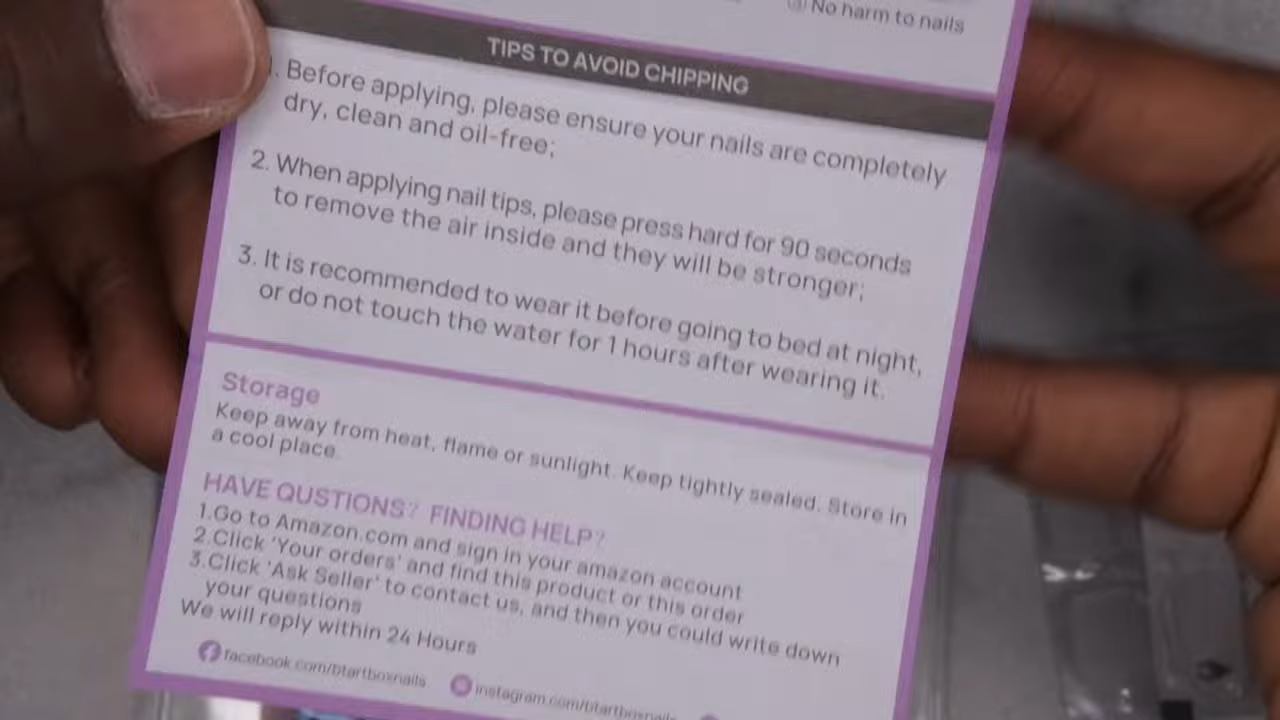 No harm to nails
TIPS TO AVOID CHIPPING
. Before applying, please ensure your nails are completely
dry, clean and oil-free;
2. When applying nail tips, please press hard for 90 seconds
to remove the air inside and they will be stronger;
3. It is recommended to wear it before going to bed at night,
or do not touch the water for 1 hours after wearing it.
Storage
Keep away from heat, flame or sunlight. Keep tightly sealed. Store in
a cool place.
HAVE QUSTIONS? FINDING HELP?
1.Go to Amazon.com and sign in your amazon account
2.Click 'Your orders' and find this product or this order
3.Click 'Ask Seller' to contact us, and then you could write down
your questions
We will reply within 24 Hours
facebook.com/btartboxnails
instagram.com/btartboxnails